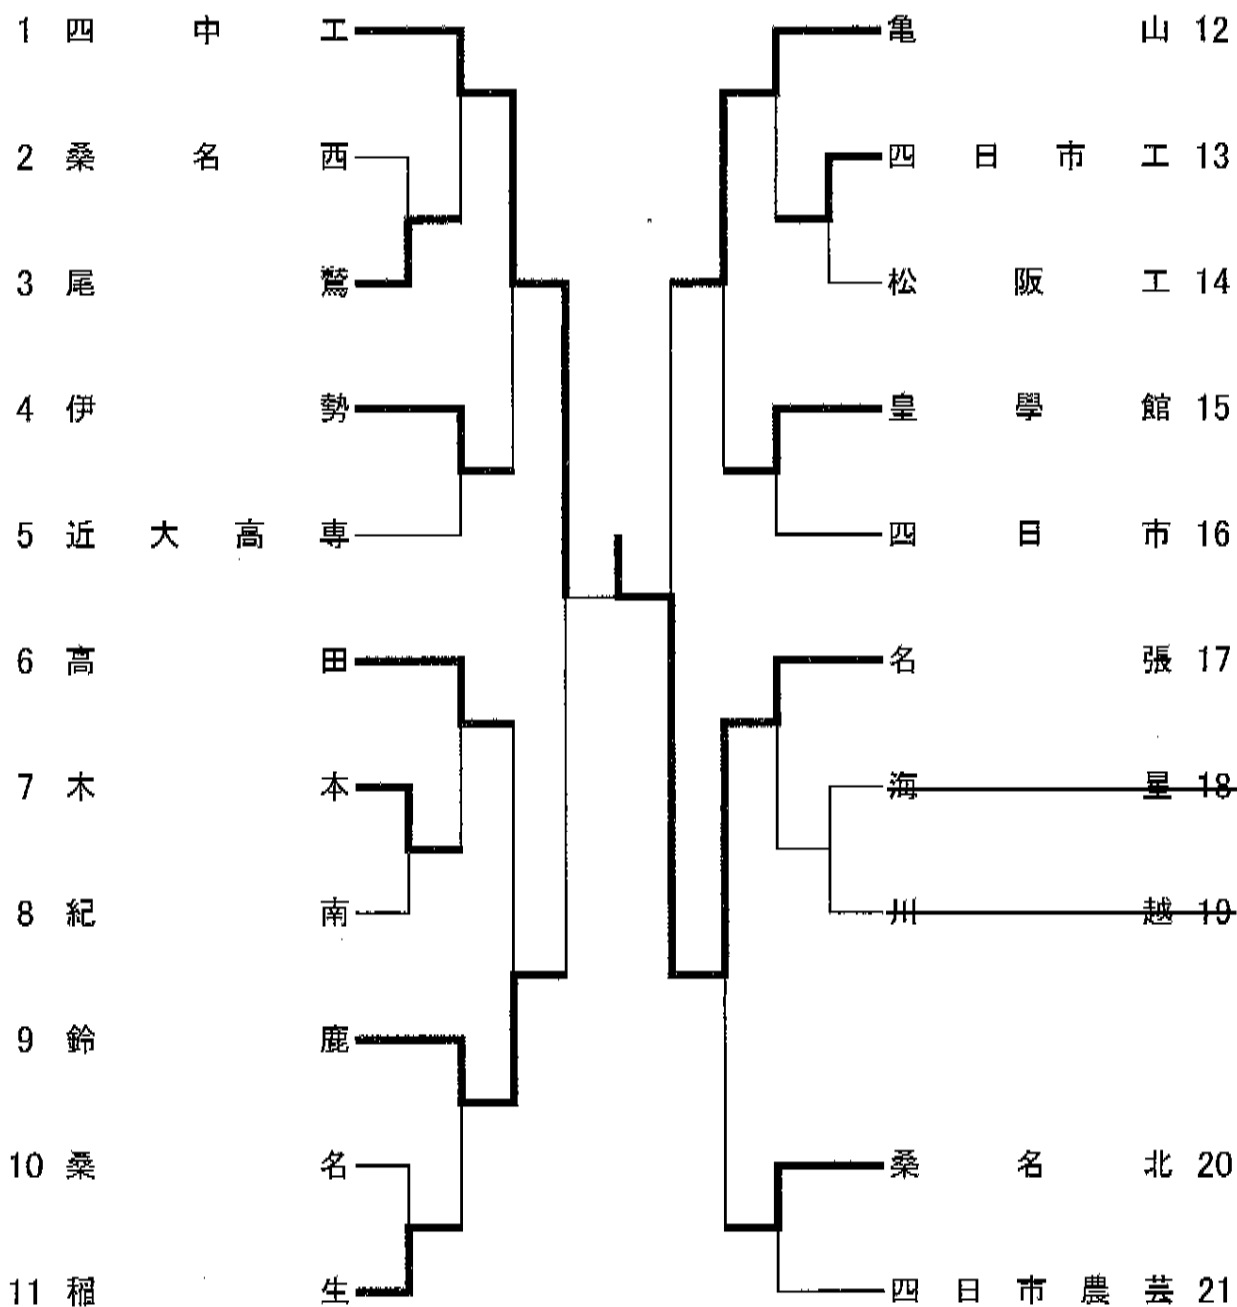 1 四中工
2 桑名西
3 尾鷲
4 伊勢
5 近大高専
6 高田
7 木本
8 紀南
9 鈴鹿
10 桑名
11 稲生
亀山 12
四日市工 13
松阪工 14
皇學館 15
四日市 16
名張 17
海星 18
川越 19
桑名北 20
四日市農芸 21